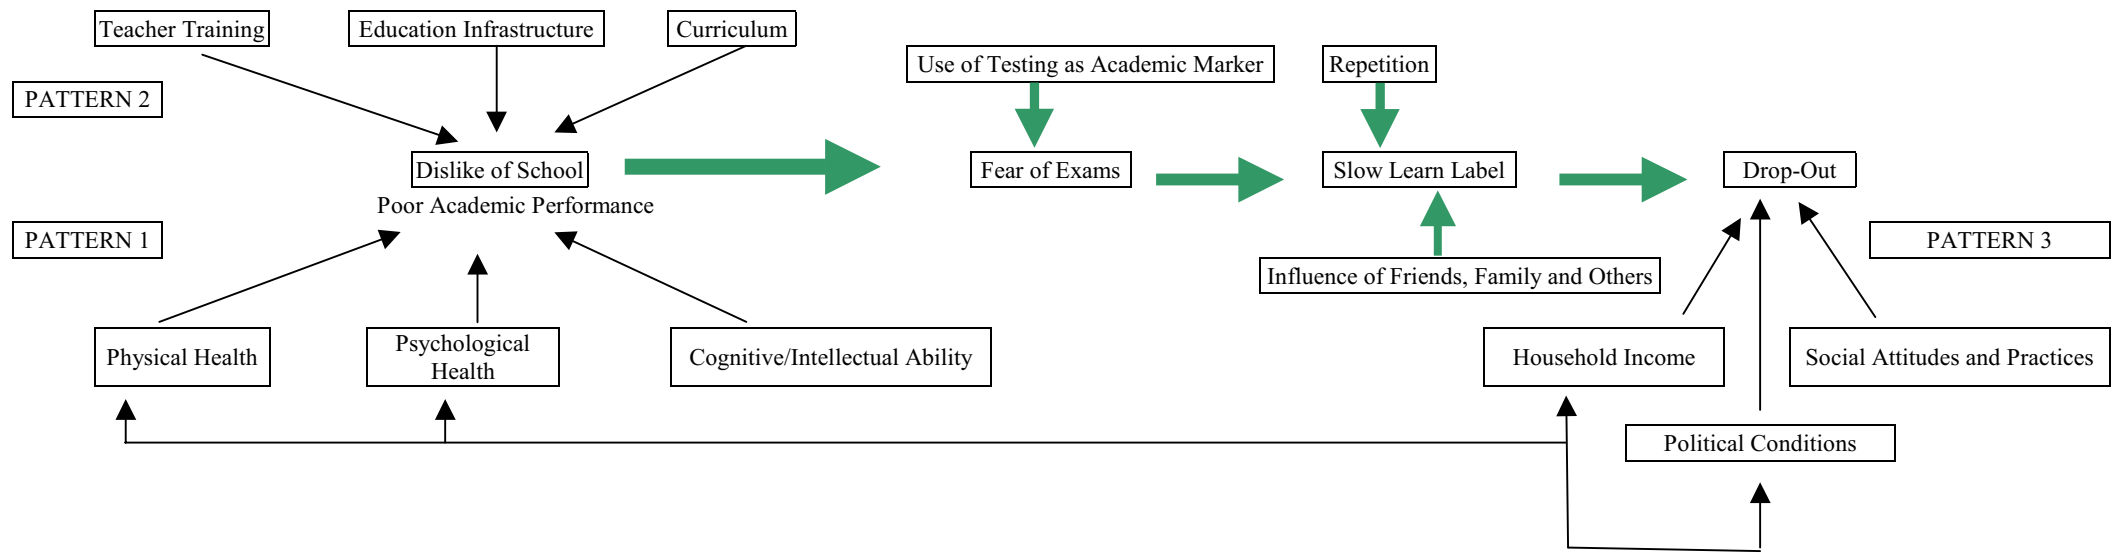 Teacher Training
Education Infrastructure
Curriculum
Use of Testing as Academic Marker
Repetition
PATTERN 2
Dislike of School
Fear of Exams
Slow Learn Label
Drop-Out
Poor Academic Performance
PATTERN 1
PATTERN 3
Influence of Friends, Family and Others
Physical Health
Psychological
Health
Cognitive/Intellectual Ability
Household Income
Social Attitudes and Practices
Political Conditions